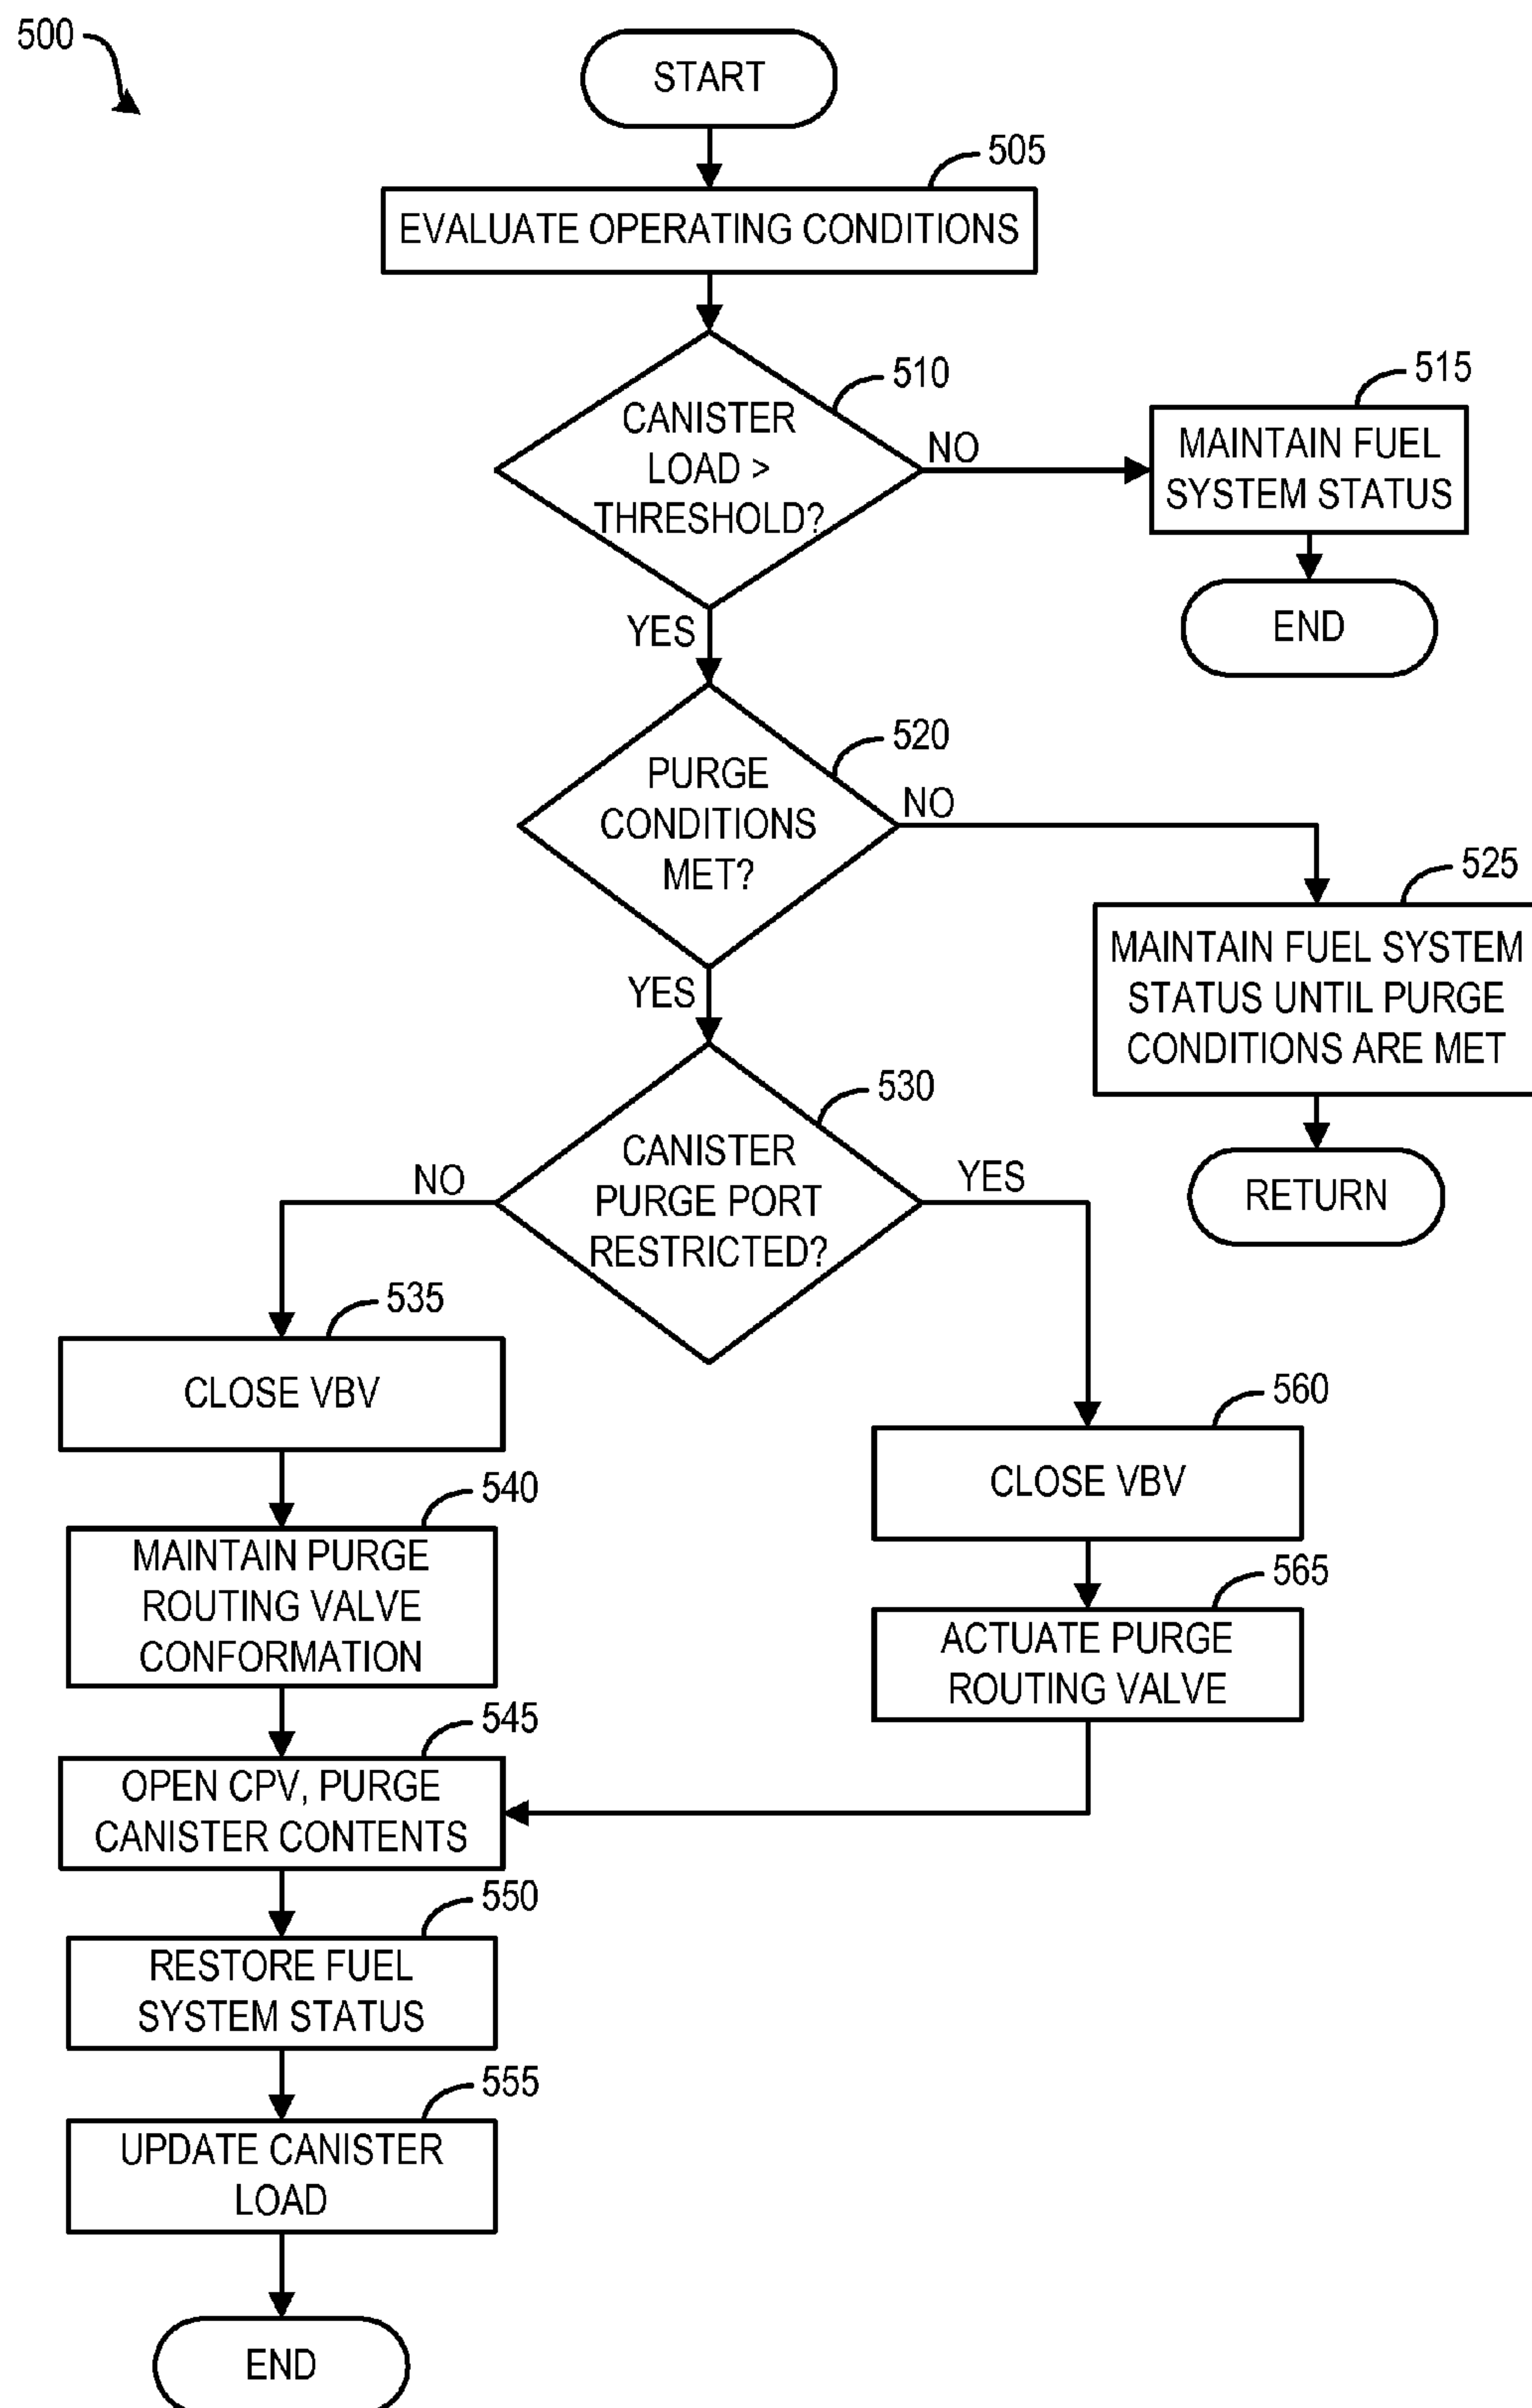 500
START
505
EVALUATE OPERATING CONDITIONS
510
CANISTER
LOAD >
THRESHOLD?
NO
515
MAINTAIN FUEL
SYSTEM STATUS
END
YES
520
PURGE
CONDITIONS
MET?
NO
525
MAINTAIN FUEL SYSTEM
STATUS UNTIL PURGE
CONDITIONS ARE MET
RETURN
YES
530
CANISTER
PURGE PORT
RESTRICTED?
NO
YES
535
CLOSE VBV
540
MAINTAIN PURGE
ROUTING VALVE
CONFORMATION
560
CLOSE VBV
565
ACTUATE PURGE
ROUTING VALVE
545
OPEN CPV, PURGE
CANISTER CONTENTS
550
RESTORE FUEL
SYSTEM STATUS
555
UPDATE CANISTER
LOAD
END